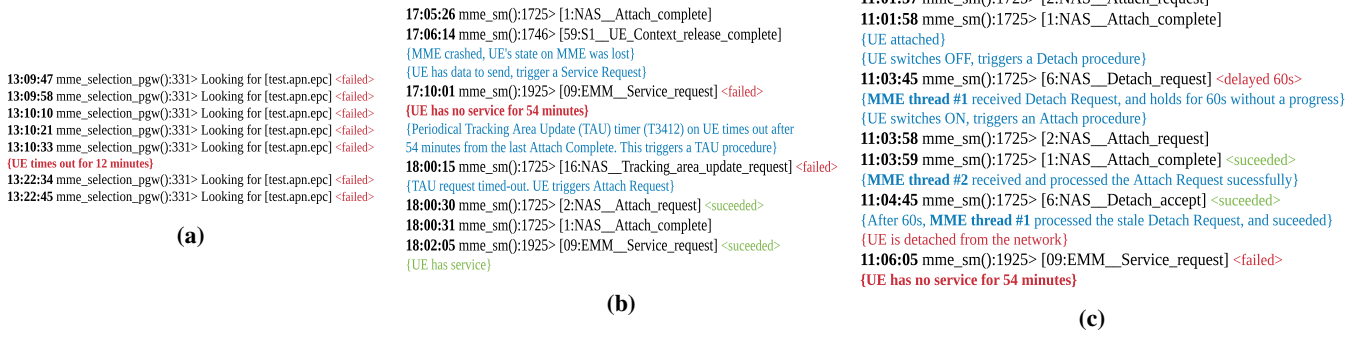 13:09:47 mme_selection_pgw():331> Looking for [test.apn.epc] <failed>
13:09:58 mme_selection_pgw():331> Looking for [test.apn.epc] <failed>
13:10:10 mme_selection_pgw():331> Looking for [test.apn.epc] <failed>
13:10:21 mme_selection_pgw():331> Looking for [test.apn.epc] <failed>
13:10:33 mme_selection_pgw():331> Looking for [test.apn.epc] <failed>
{UE times out for 12 minutes}
13:22:34 mme_selection_pgw():331> Looking for [test.apn.epc] <failed>
13:22:45 mme_selection_pgw():331> Looking for [test.apn.epc] <failed>
(a)
17:05:26 mme_sm():1725> [1:NAS__Attach_complete]
17:06:14 mme_sm():1746> [59:S1__UE_Context_release_complete]
{MME crashed, UE's state on MME was lost}
{UE has data to send, trigger a Service Request}
17:10:01 mme_sm():1925> [09:EMM__Service_request] <failed>
{UE has no service for 54 minutes}
{Periodical Tracking Area Update (TAU) timer (T3412) on UE times out after
54 minutes from the last Attach Complete. This triggers a TAU procedure}
18:00:15 mme_sm():1725> [16:NAS__Tracking_area_update_request] <failed>
{TAU request timed-out. UE triggers Attach Request}
18:00:30 mme_sm():1725> [2:NAS__Attach_request] <suceeded>
18:00:31 mme_sm():1725> [1:NAS__Attach_complete]
18:02:05 mme_sm():1925> [09:EMM__Service_request] <suceeded>
{UE has service}
(b)
11:01:58 mme_sm():1725> [1:NAS__Attach_complete]
{UE attached}
{UE switches OFF, triggers a Detach procedure}
11:03:45 mme_sm():1725> [6:NAS__Detach_request] <delayed 60s>
{MME thread #1 received Detach Request, and holds for 60s without a progress}
{UE switches ON, triggers an Attach procedure}
11:03:58 mme_sm():1725> [2:NAS__Attach_request]
11:03:59 mme_sm():1725> [1:NAS__Attach_complete] <suceeded>
{MME thread #2 received and processed the Attach Request sucessfully}
11:04:45 mme_sm():1725> [6:NAS__Detach_accept] <suceeded>
{After 60s, MME thread #1 processed the stale Detach Request, and suceeded}
{UE is detached from the network}
11:06:05 mme_sm():1925> [09:EMM__Service_request] <failed>
{UE has no service for 54 minutes}
(c)